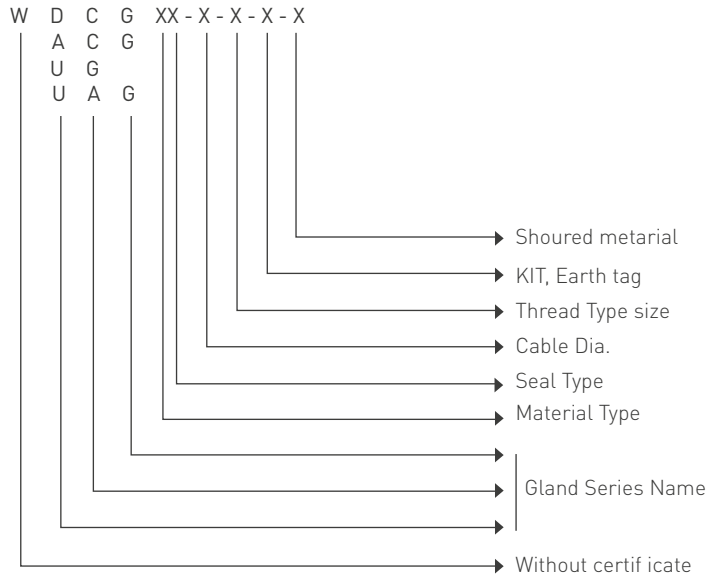 W D C G XX - X - X - X - X
A C G
U G
U A G
Shoured metarial
KIT, Earth tag
Thread Type size
Cable Dia.
Seal Type
Material Type
Gland Series Name
Without certif icate